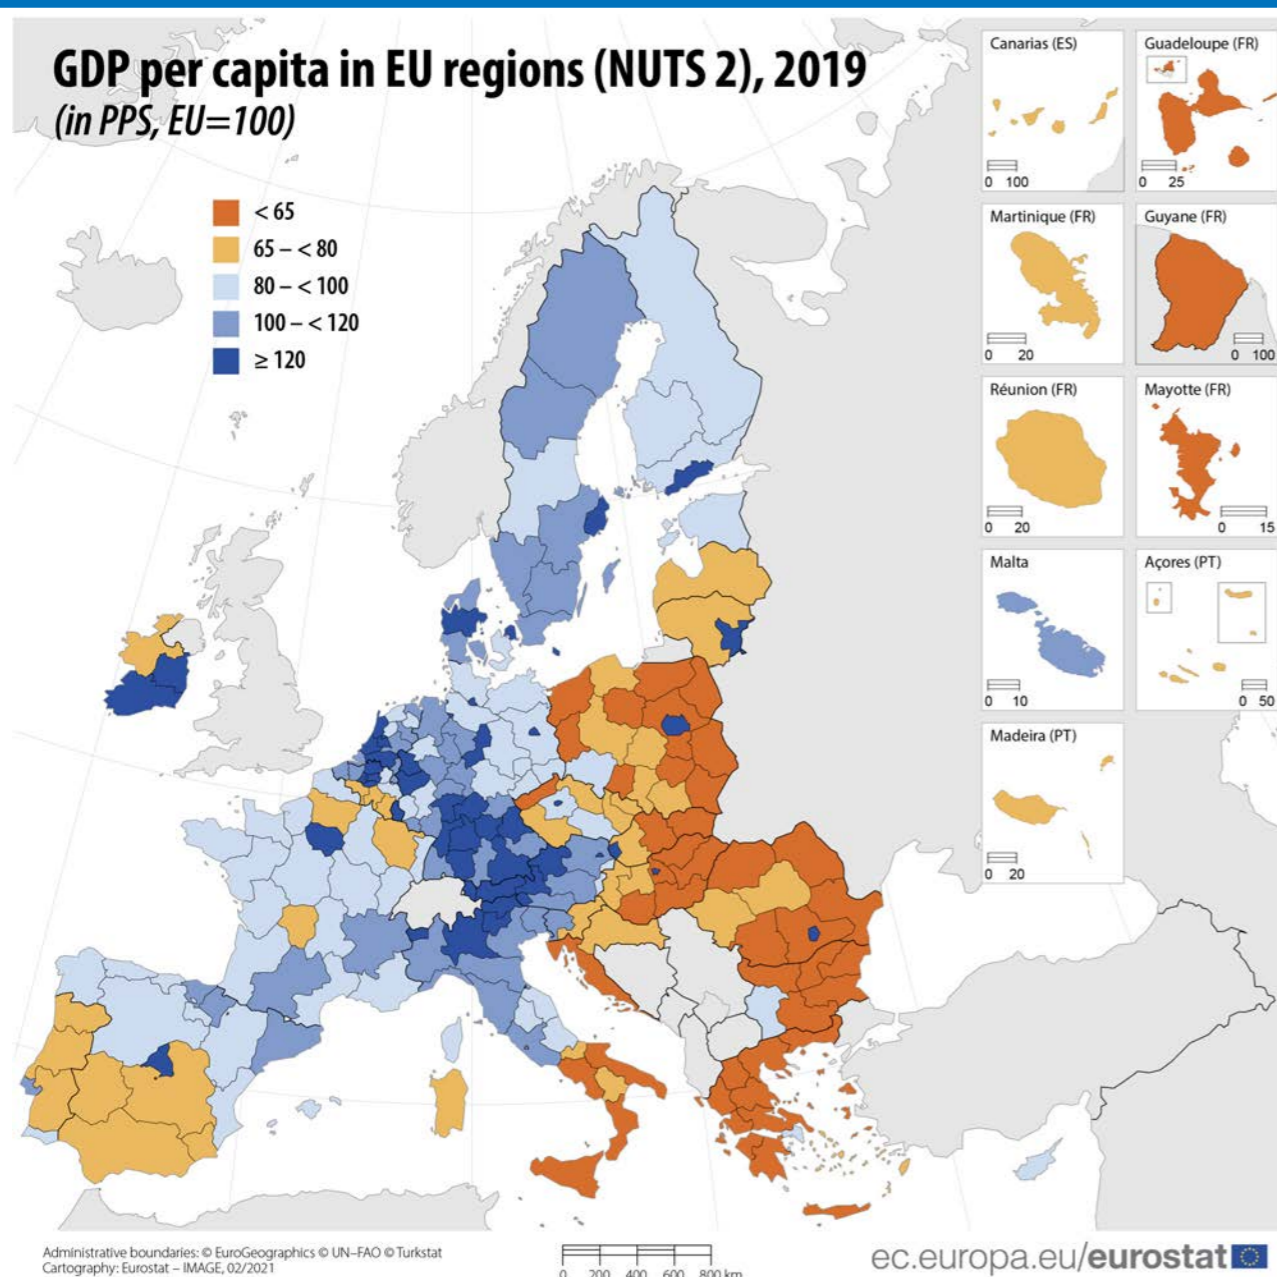 GDP per capita in EU regions (NUTS 2), 2019
(in PPS, EU=100)
< 65
65 – < 80
80 – < 100
100 – < 120
≥ 120
Canarias (ES)
0 100
Guadeloupe (FR)
0 25
Martinique (FR)
0 20
Guyane (FR)
0 100
Réunion (FR)
0 20
Mayotte (FR)
0 15
Malta
0 10
Açores (PT)
0 50
Madeira (PT)
0 20
Administrative boundaries: © EuroGeographics © UN–FAO © Turkstat
Cartography: Eurostat – IMAGE, 02/2021
0 200 400 600 800 km
ec.europa.eu/eurostat